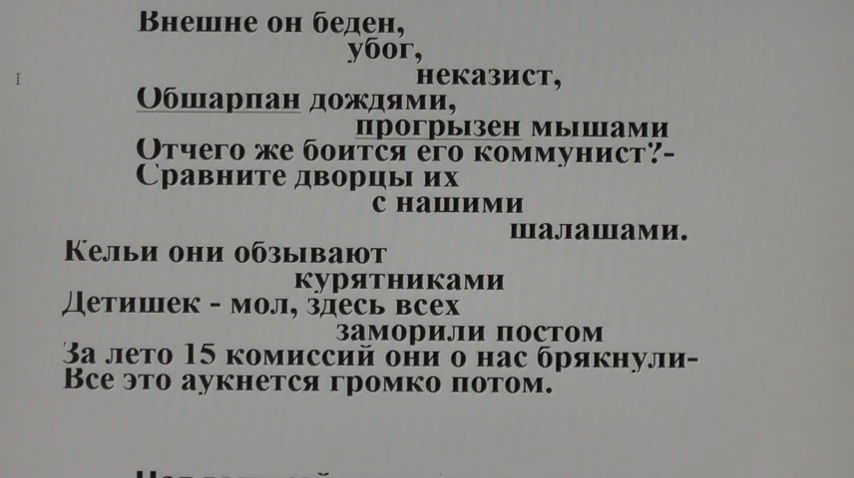 Внешне он беден,
убог,
неказист,
Обшарпан дождями,
прогрызен мышами
Отчего же боится его коммунист?-
Сравните дворцы их
с нашими
шалашами.
Кельи они обзывают
курятниками
Детишек - мол, здесь всех
заморили постом
За лето 15 комиссий они о нас брякнули-
Все это аукнется громко потом.